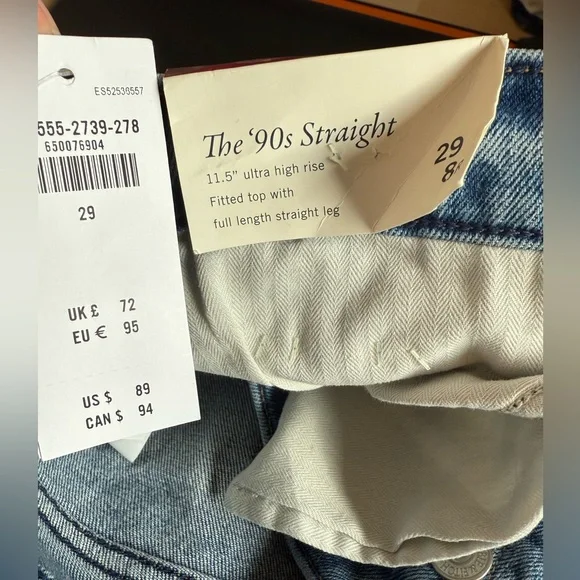 ES52530557
555-2739-278
650076904
29
UK £ 72
EU € 95
US $ 89
CAN $ 94
The ‘90s Straight
11.5" ultra high rise
Fitted top with
full length straight leg
29
8